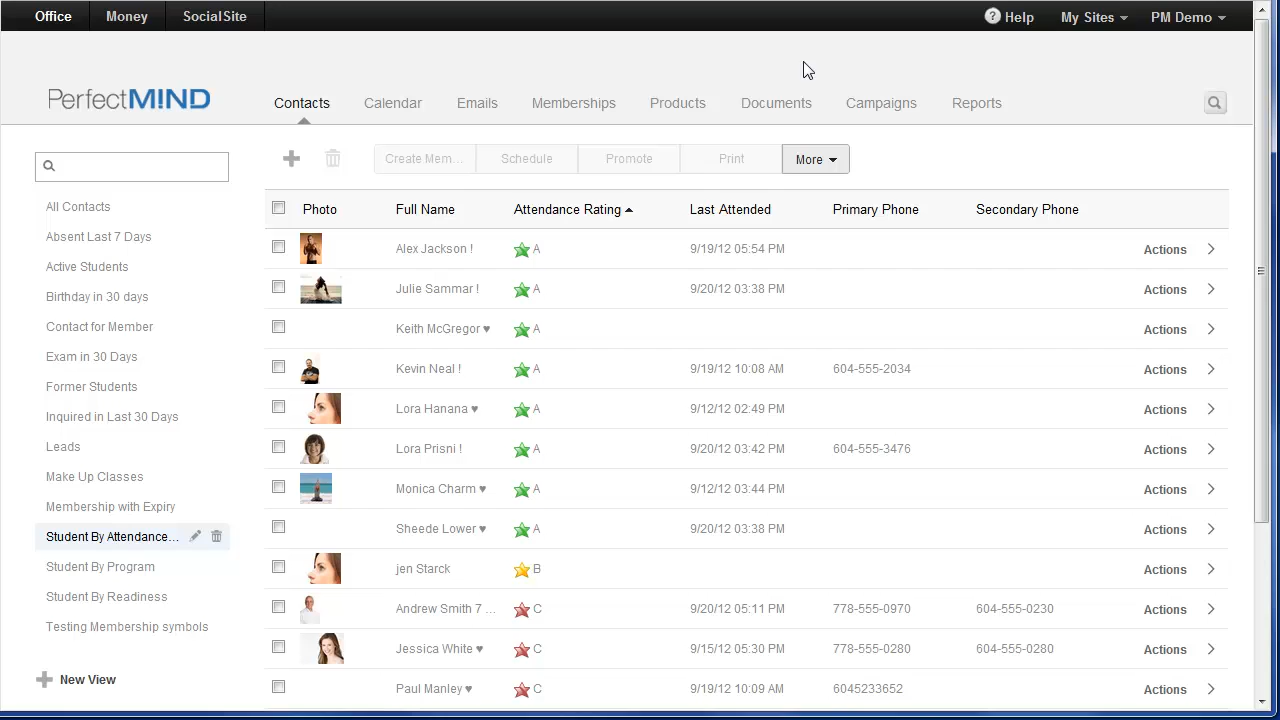 Office Money SocialSite Help My Sites PM Demo
PerfectMIND Contacts Calendar Emails Memberships Products Documents Campaigns Reports
Create Mem... Schedule Promote Print More
Photo Full Name Attendance Rating Last Attended Primary Phone Secondary Phone
All Contacts
Absent Last 7 Days
Active Students
Birthday in 30 days
Contact for Member
Exam in 30 Days
Former Students
Inquired in Last 30 Days
Leads
Make Up Classes
Membership with Expiry
Student By Attendance...
Student By Program
Student By Readiness
Testing Membership symbols
New View
Alex Jackson ! A 9/19/12 05:54 PM Actions
Julie Sammar ! A 9/20/12 03:38 PM Actions
Keith McGregor ♥ A Actions
Kevin Neal ! A 9/19/12 10:08 AM 604-555-2034 Actions
Lora Hanana ♥ A 9/12/12 02:49 PM Actions
Lora Prisni ! A 9/20/12 03:42 PM 604-555-3476 Actions
Monica Charm ♥ A 9/12/12 03:44 PM Actions
Sheede Lower ♥ A 9/20/12 03:38 PM Actions
jen Starck B Actions
Andrew Smith 7 ... C 9/20/12 05:11 PM 778-555-0970 604-555-0230 Actions
Jessica White ♥ C 9/15/12 05:30 PM 778-555-0280 604-555-0280 Actions
Paul Manley ♥ C 9/19/12 10:09 AM 6045233652 Actions